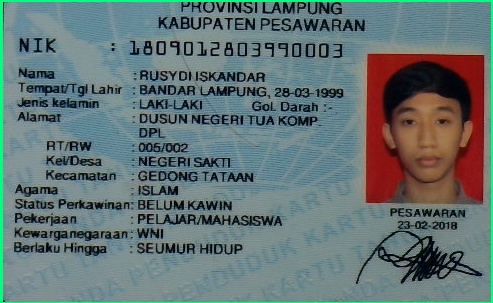 PROVINSI LAMPUNG
KABUPATEN PESAWARAN
NIK : 1809012803990003
Nama : RUSYDI ISKANDAR
Tempat/Tgl Lahir : BANDAR LAMPUNG, 28-03-1999
Jenis kelamin : LAKI-LAKI Gol. Darah :-
Alamat : DUSUN NEGERI TUA KOMP.
DPL
RT/RW : 005/002
Kel/Desa : NEGERI SAKTI
Kecamatan : GEDONG TATAAN
Agama : ISLAM
Status Perkawinan: BELUM KAWIN
Pekerjaan : PELAJAR/MAHASISWA
Kewarganegaraan: WNI
Berlaku Hingga : SEUMUR HIDUP
PESAWARAN
23-02-2018